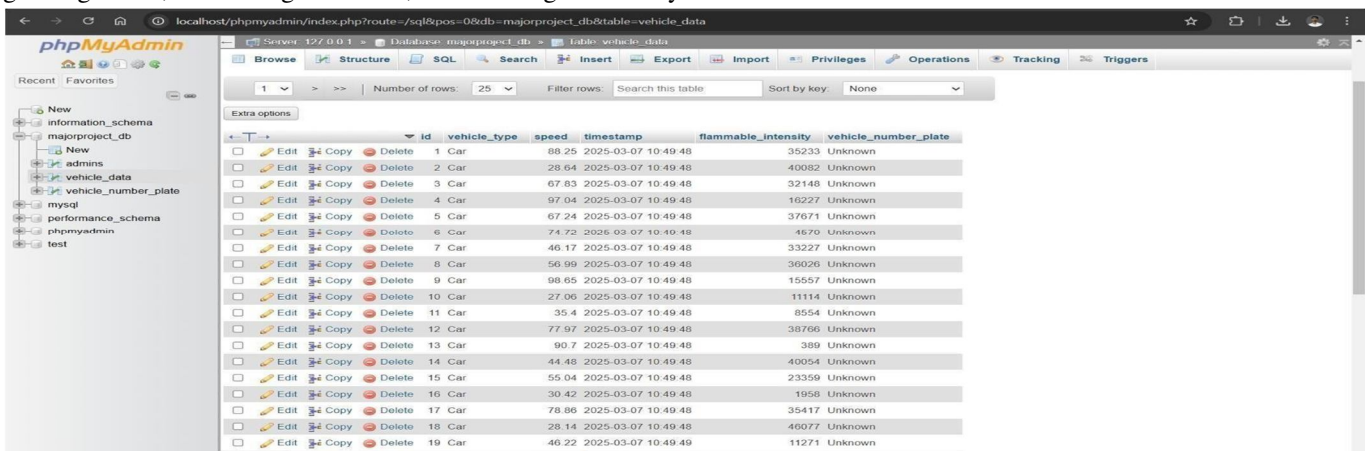 localhost/phpmyadmin/index.php?route=/sql&pos=0&db=majorproject_db&table=vehicle_data
phpMyAdmin
Recent Favorites
New
information_schema
majorproject_db
New
admins
vehicle_data
vehicle_number_plate
mysql
performance_schema
phpmyadmin
test
Server: 127.0.0.1 » Database: majorproject_db » Table: vehicle_data
Browse Structure SQL Search Insert Export Import Privileges Operations Tracking Triggers
1 > >> | Number of rows: 25 Filter rows: Search this table Sort by key: None
Extra options
←T→ id vehicle_type speed timestamp flammable_intensity vehicle_number_plate
Edit Copy Delete 1 Car 88.25 2025-03-07 10:49:48 35233 Unknown
Edit Copy Delete 2 Car 28.64 2025-03-07 10:49:48 40082 Unknown
Edit Copy Delete 3 Car 67.83 2025-03-07 10:49:48 32148 Unknown
Edit Copy Delete 4 Car 97.04 2025-03-07 10:49:48 16227 Unknown
Edit Copy Delete 5 Car 67.24 2025-03-07 10:49:48 37671 Unknown
Edit Copy Delete 6 Car 74.72 2025-03-07 10:49:48 4570 Unknown
Edit Copy Delete 7 Car 46.17 2025-03-07 10:49:48 33227 Unknown
Edit Copy Delete 8 Car 56.99 2025-03-07 10:49:48 36026 Unknown
Edit Copy Delete 9 Car 98.65 2025-03-07 10:49:48 15557 Unknown
Edit Copy Delete 10 Car 27.06 2025-03-07 10:49:48 11114 Unknown
Edit Copy Delete 11 Car 35.4 2025-03-07 10:49:48 8554 Unknown
Edit Copy Delete 12 Car 77.97 2025-03-07 10:49:48 38766 Unknown
Edit Copy Delete 13 Car 90.7 2025-03-07 10:49:48 389 Unknown
Edit Copy Delete 14 Car 44.48 2025-03-07 10:49:48 40054 Unknown
Edit Copy Delete 15 Car 55.04 2025-03-07 10:49:48 23359 Unknown
Edit Copy Delete 16 Car 30.42 2025-03-07 10:49:48 1958 Unknown
Edit Copy Delete 17 Car 78.86 2025-03-07 10:49:48 35417 Unknown
Edit Copy Delete 18 Car 28.14 2025-03-07 10:49:48 46077 Unknown
Edit Copy Delete 19 Car 46.22 2025-03-07 10:49:49 11271 Unknown